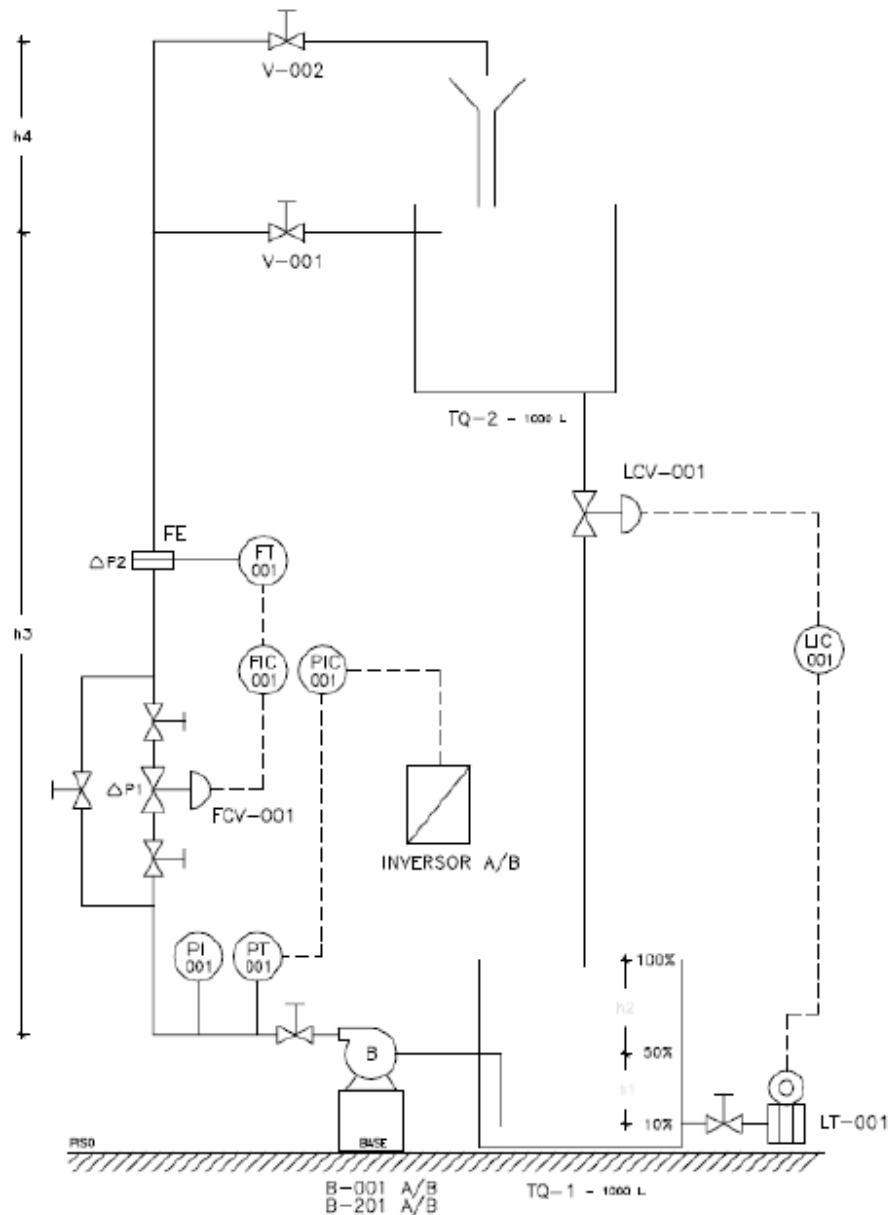 V-002
h4
V-001
TQ-2 - 1000 L
LCV-001
FE
△P2
FT
001
h3
FIC
001
PIC
001
LIC
001
△P1
FCV-001
INVERSOR A/B
PI
001
PT
001
100%
h2
B
50%
h1
10%
LT-001
PISO
BASE
B-001 A/B
B-201 A/B
TQ-1 - 1000 L